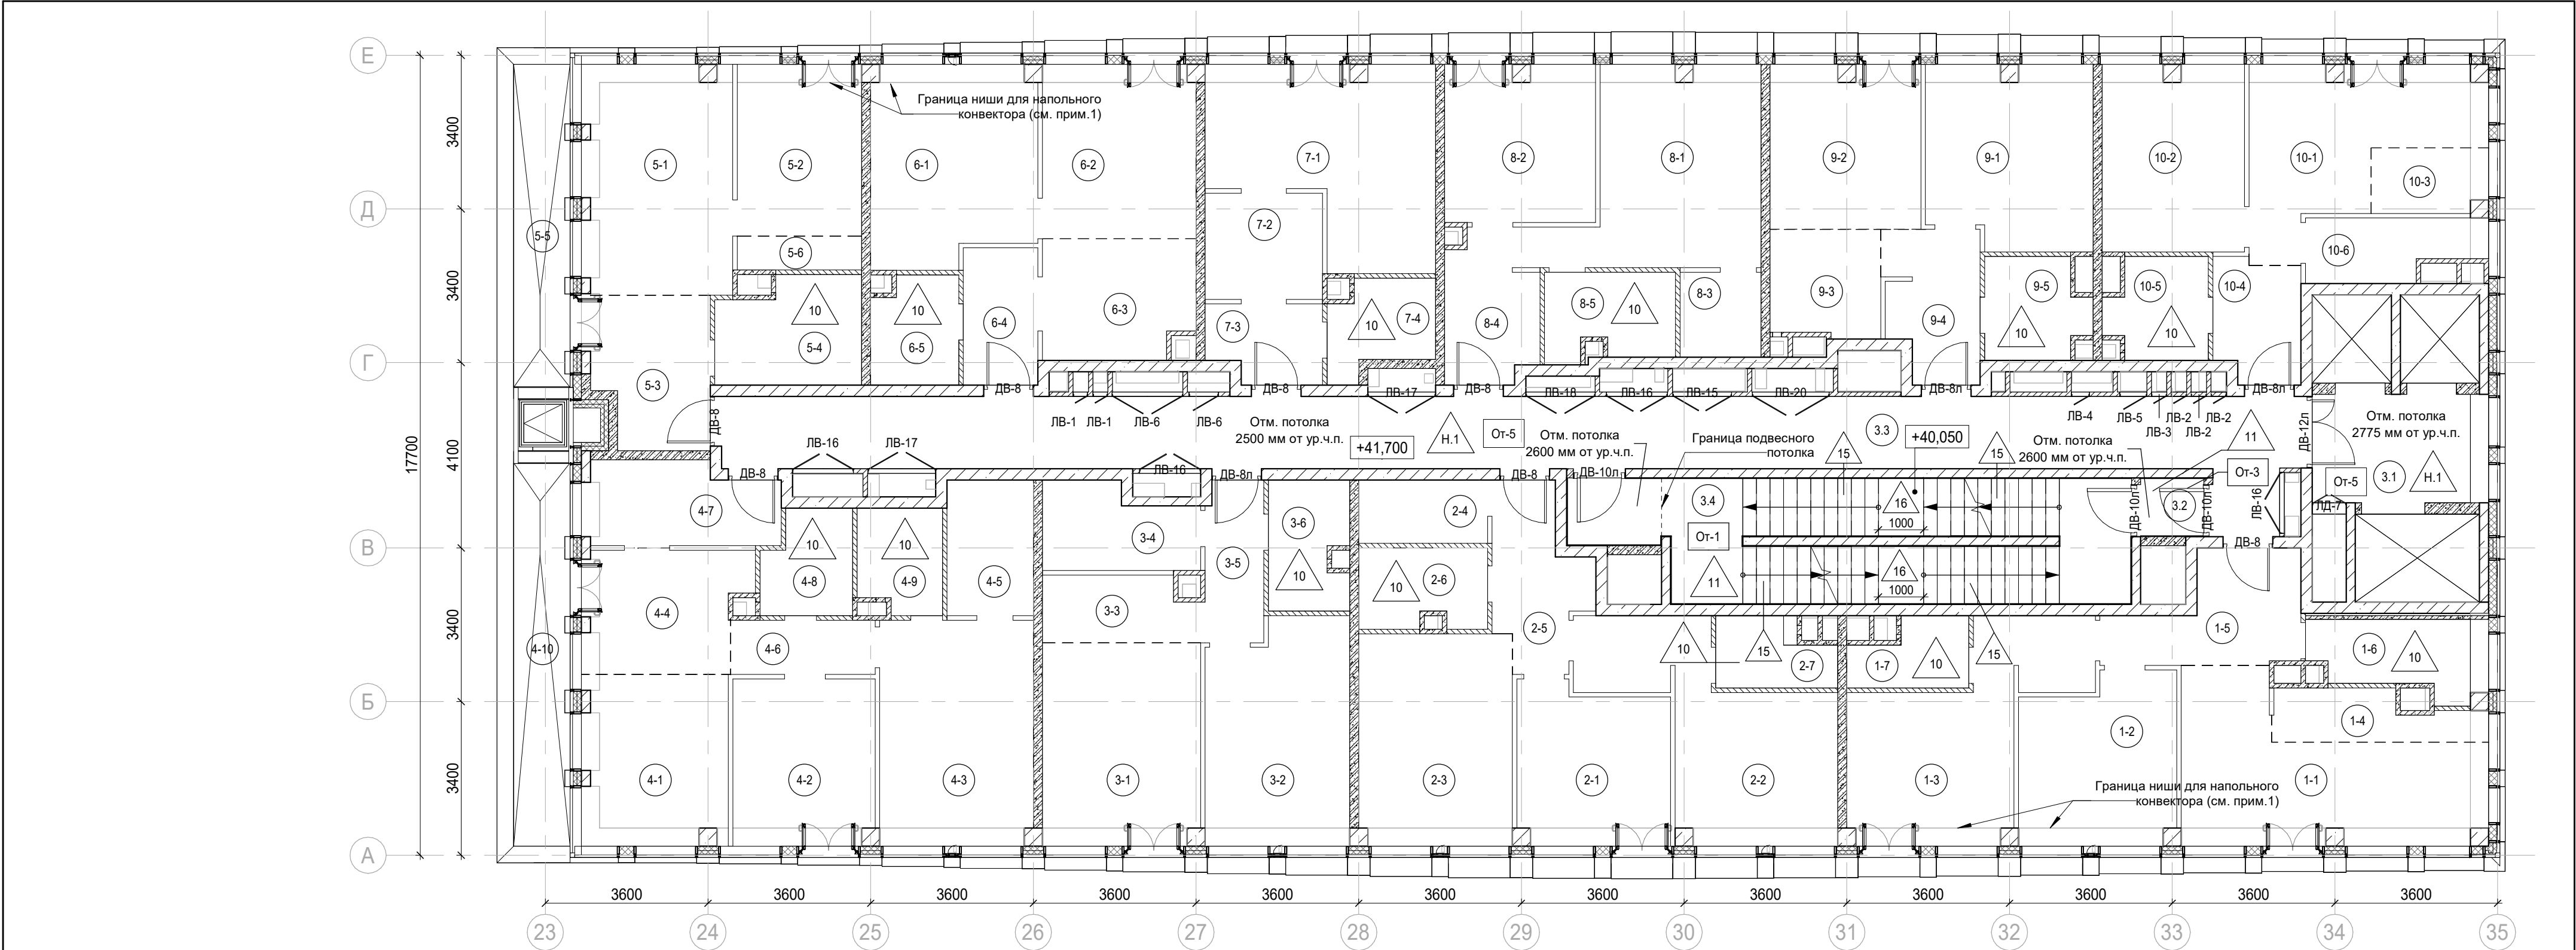 Е
Граница ниши для напольного
конвектора (см. прим.1)
3400
5-1
5-2
6-1
6-2
7-1
8-2
8-1
9-2
9-1
10-2
10-1
10-3
Д
5-5
5-6
7-2
10-6
3400
10
5-4
10
6-5
6-4
6-3
7-3
10
7-4
8-4
8-5
10
8-3
9-3
9-4
9-5
10
10-5
10
10-4
Г
5-3
ДВ-8
ДВ-8
ДВ-8
ЛВ-17
ДВ-8
ЛВ-18
ЛВ-16
ЛВ-15
ЛВ-20
ДВ-8л
ДВ-8л
ЛВ-1
ЛВ-1
ЛВ-6
ЛВ-6
ЛВ-4
ЛВ-5
ЛВ-3
ЛВ-2
ЛВ-2
ЛВ-2
17700
4100
Отм. потолка
2500 мм от ур.ч.п.
+41,700
Н.1
От-5
Отм. потолка
2600 мм от ур.ч.п.
Граница подвесного
потолка
3.3
+40,050
15
15
Отм. потолка
2600 мм от ур.ч.п.
11
ДВ-12л
Отм. потолка
2775 мм от ур.ч.п.
ЛВ-16
ЛВ-17
ДВ-8
ЛВ-16
ДВ-8л
ДВ-8
ДВ-10л
От-3
От-5
3.1
Н.1
4-7
3-6
2-4
3.4
16
1000
ДВ-10л
3.2
ДВ-10л
ЛВ-16
ЛД-7
В
От-1
ДВ-8
10
4-8
10
4-9
4-5
3-4
3-5
10
10
2-6
11
16
1000
4-4
3-3
3400
4-10
4-6
2-5
10
15
2-7
1-7
10
15
1-5
1-6
10
Б
1-4
1-2
3400
4-1
4-2
4-3
3-1
3-2
2-3
2-1
2-2
1-3
1-1
Граница ниши для напольного
конвектора (см. прим.1)
А
3600
3600
3600
3600
3600
3600
3600
3600
3600
3600
3600
3600
23
24
25
26
27
28
29
30
31
32
33
34
35